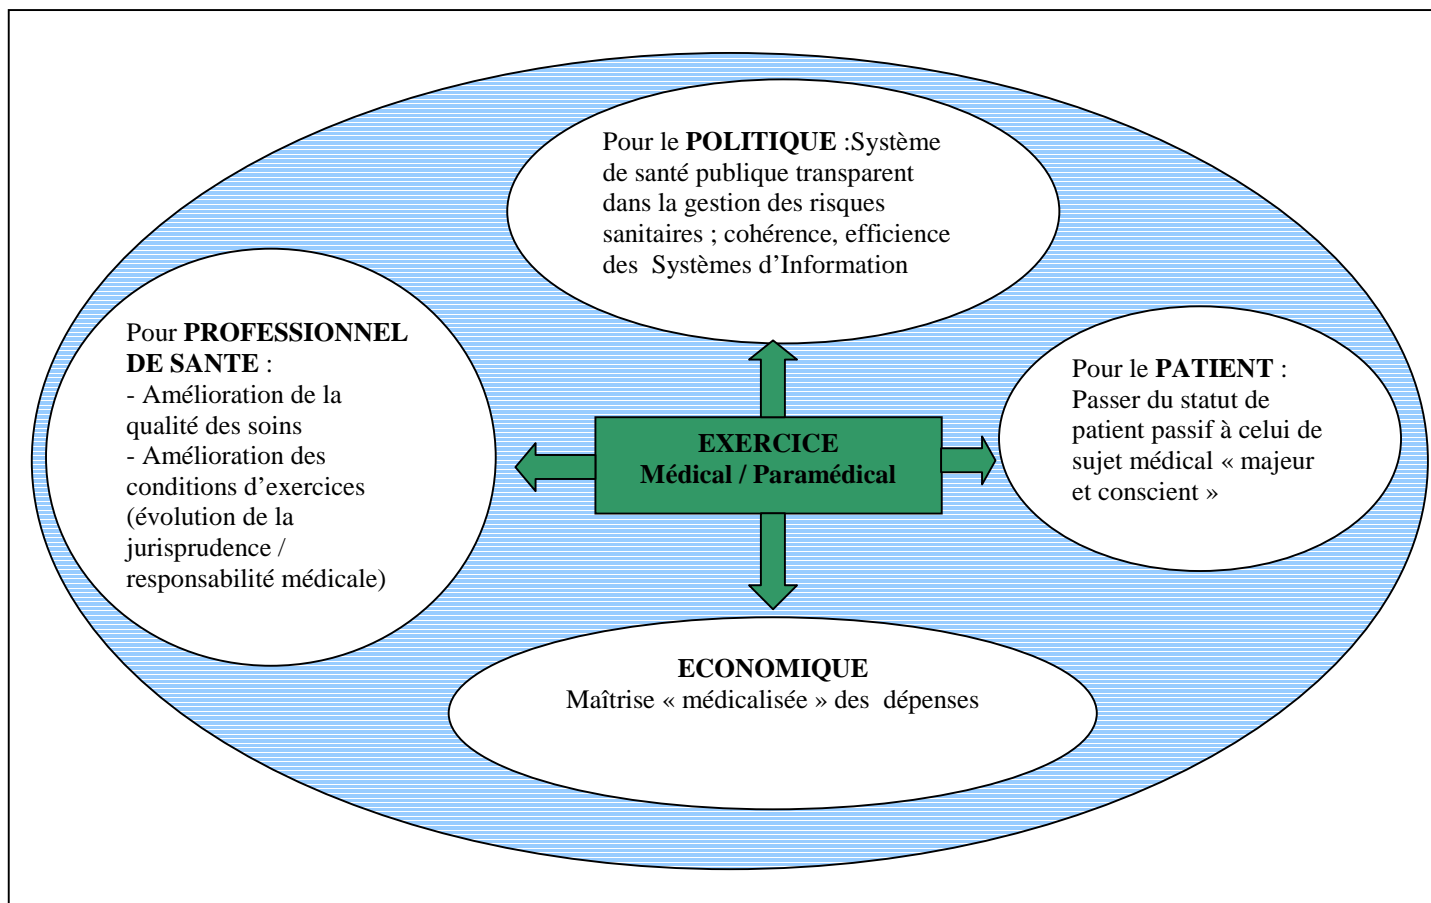 Pour le POLITIQUE :Système
de santé publique transparent
dans la gestion des risques
sanitaires ; cohérence, efficience
des  Systèmes d’Information
Pour PROFESSIONNEL
DE SANTE :
- Amélioration de la
qualité des soins
- Amélioration des
conditions d’exercices
(évolution de la
jurisprudence /
responsabilité médicale)
EXERCICE
Médical / Paramédical
Pour le PATIENT :
Passer du statut de
patient passif à celui de
sujet médical « majeur
et conscient »
ECONOMIQUE
Maîtrise « médicalisée » des  dépenses